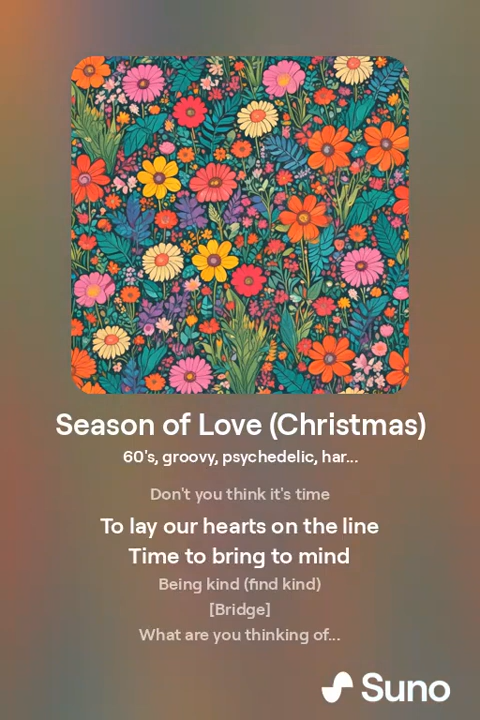 Season of Love (Christmas)
60's, groovy, psychedelic, har...
Don't you think it's time
To lay our hearts on the line
Time to bring to mind
Being kind (find kind)
[Bridge]
What are you thinking of...
Suno